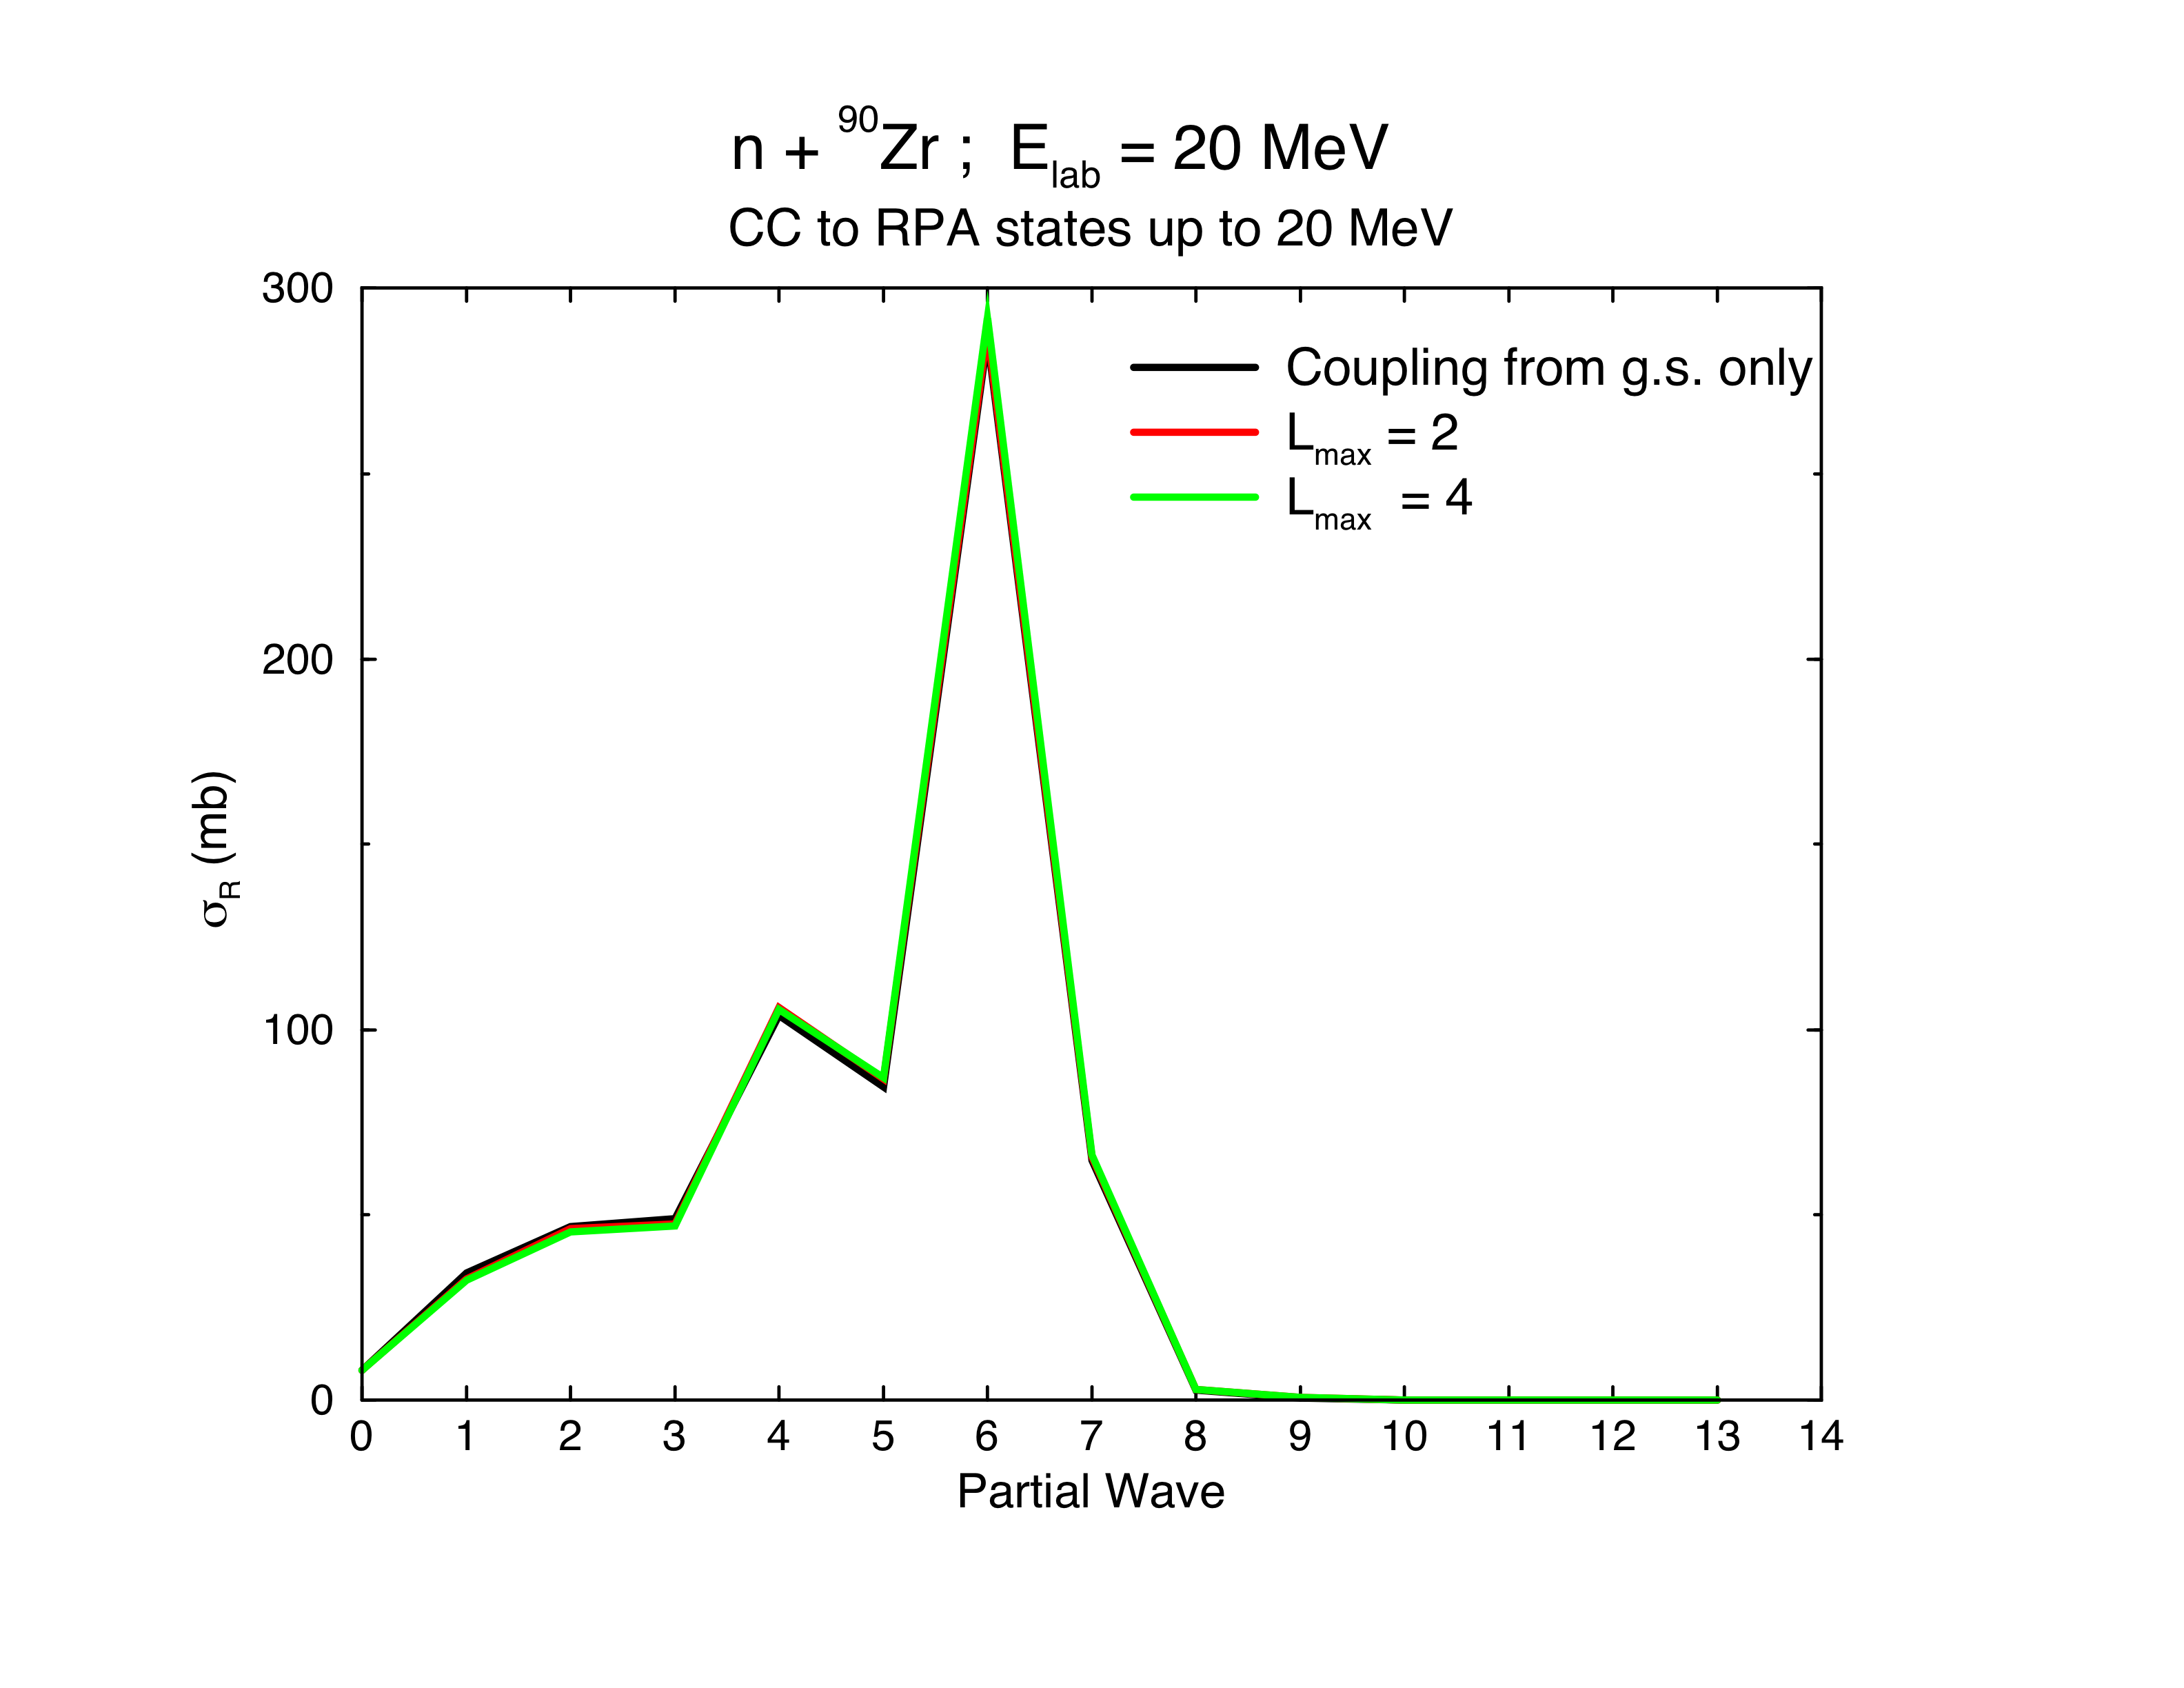 n + 90Zr ; Elab = 20 MeV
CC to RPA states up to 20 MeV
300
200
100
0
σR (mb)
Coupling from g.s. only
Lmax = 2
Lmax = 4
0 1 2 3 4 5 6 7 8 9 10 11 12 13 14
Partial Wave